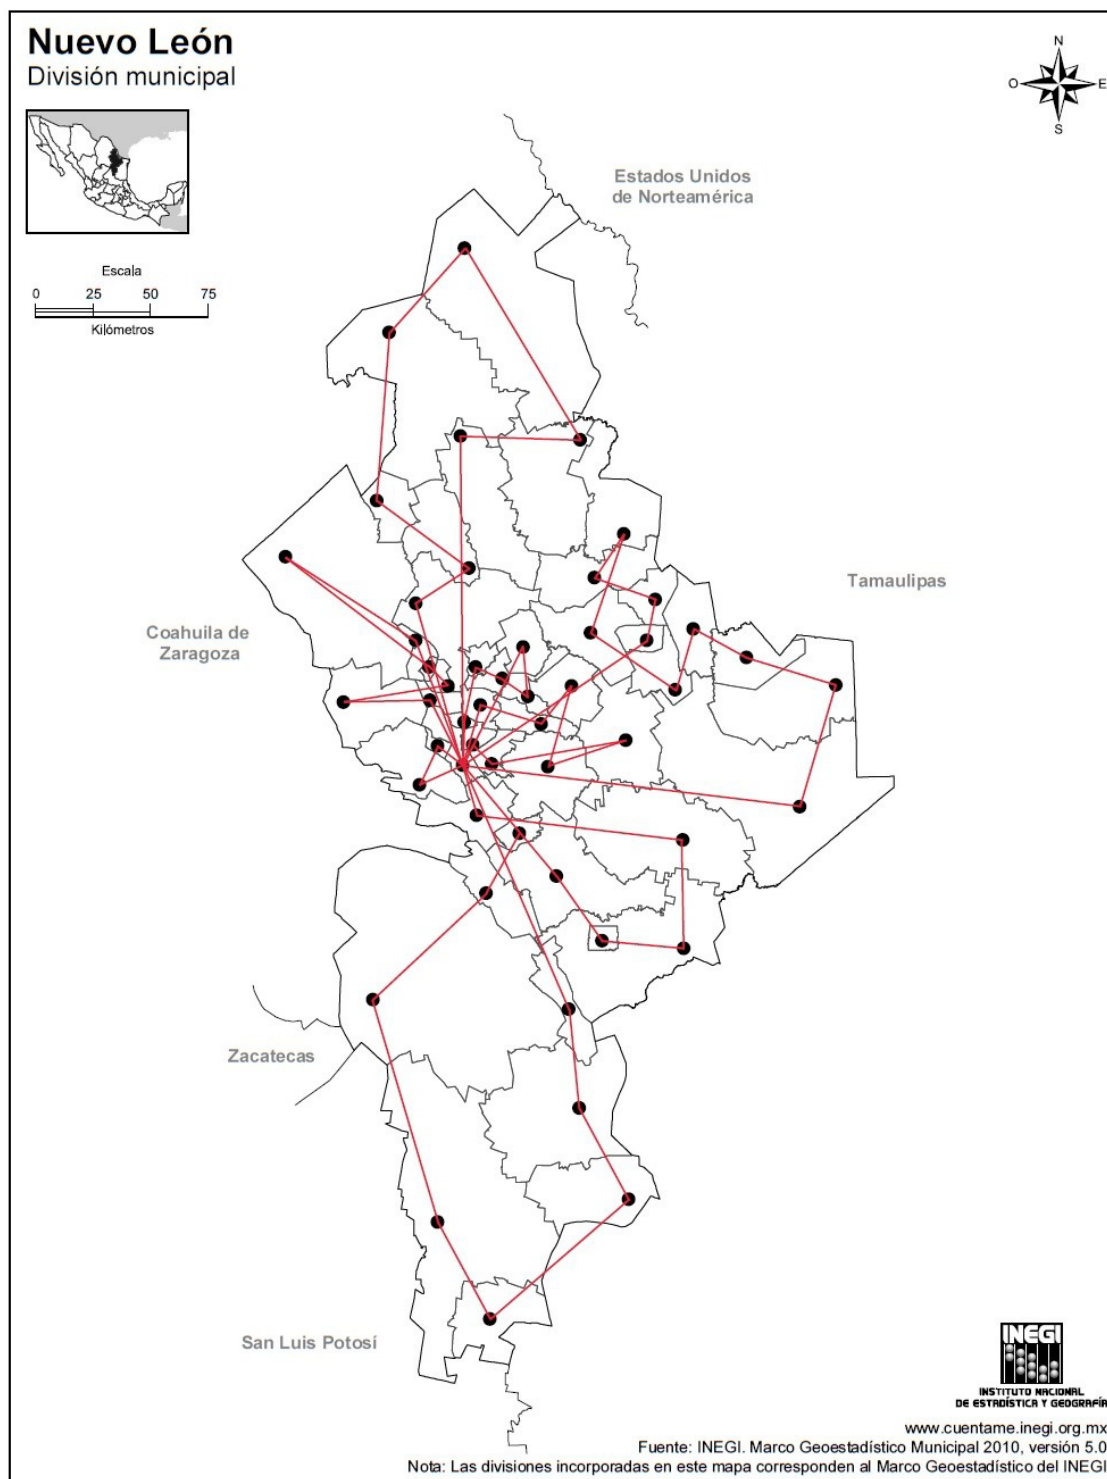 Nuevo León
División municipal
N
O
E
S
Estados Unidos
de Norteamérica
Escala
0 25 50 75
Kilómetros
Tamaulipas
Coahuila de
Zaragoza
Zacatecas
San Luis Potosí
INEGI
INSTITUTO NACIONAL
DE ESTADÍSTICA Y GEOGRAFÍA
www.cuentame.inegi.org.mx
Fuente: INEGI. Marco Geoestadístico Municipal 2010, versión 5.0
Nota: Las divisiones incorporadas en este mapa corresponden al Marco Geoestadístico del INEGI